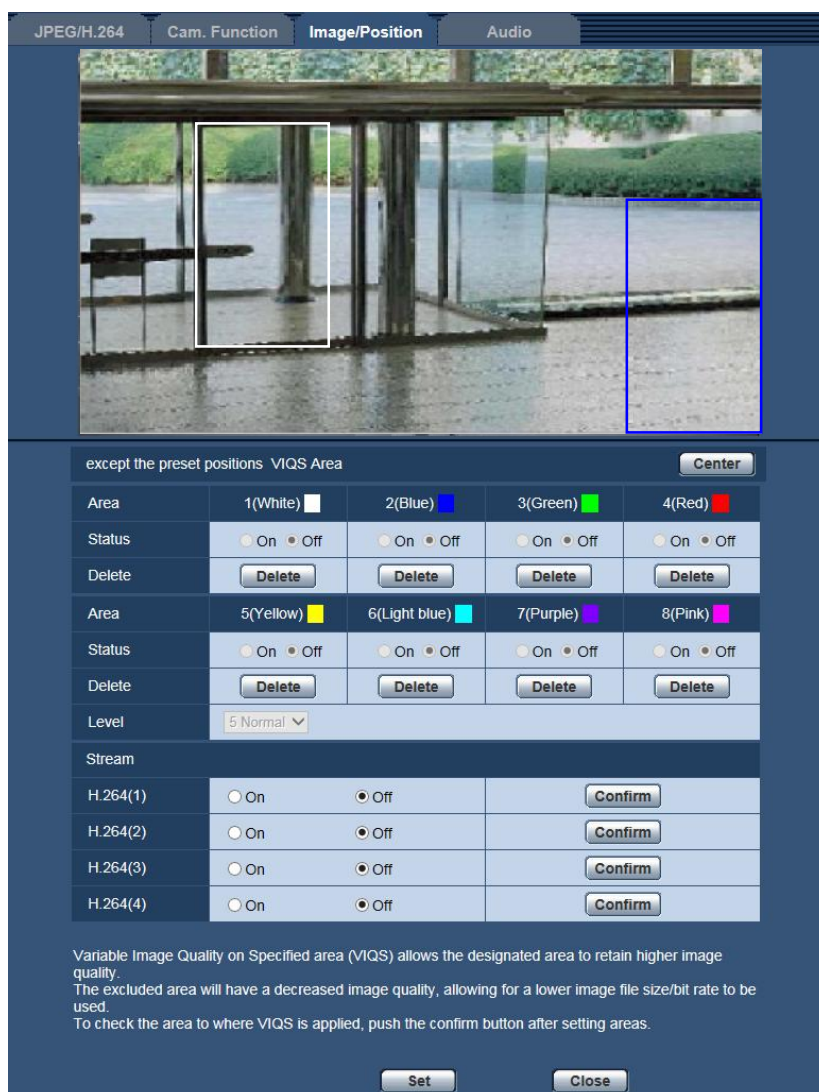 JPEG/H.264 Cam. Function Image/Position Audio
except the preset positions VIQS Area Center
Area 1(White) 2(Blue) 3(Green) 4(Red)
Status On Off On Off On Off On Off
Delete Delete Delete Delete Delete
Area 5(Yellow) 6(Light blue) 7(Purple) 8(Pink)
Status On Off On Off On Off On Off
Delete Delete Delete Delete Delete
Level 5 Normal
Stream
H.264(1) On Off Confirm
H.264(2) On Off Confirm
H.264(3) On Off Confirm
H.264(4) On Off Confirm
Variable Image Quality on Specified area (VIQS) allows the designated area to retain higher image
quality.
The excluded area will have a decreased image quality, allowing for a lower image file size/bit rate to be
used.
To check the area to where VIQS is applied, push the confirm button after setting areas.
Set Close